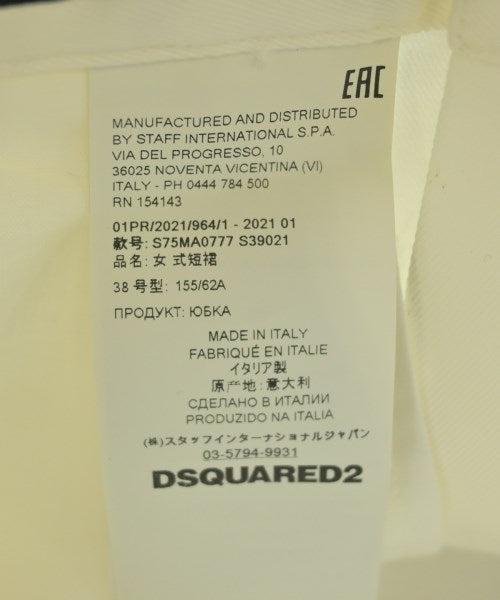 EAC
MANUFACTURED AND DISTRIBUTED
BY STAFF INTERNATIONAL S.P.A.
VIA DEL PROGRESSO, 10
36025 NOVENTA VICENTINA (VI)
ITALY - PH 0444 784 500
RN 154143
01PR/2021/964/1 - 2021 01
款号: S75MA0777 S39021
品名: 女 式短裙
38 号型: 155/62A
ПРОДУКТ: ЮБКА
MADE IN ITALY
FABRIQUÉ EN ITALIE
イタリア製
原产地: 意大利
СДЕЛАНО В ИТАЛИИ
PRODUZIDO NA ITALIA
(株)スタッフインターナショナルジャパン
03-5794-9931
DSQUARED2